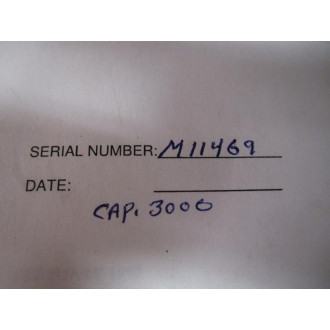 SERIAL NUMBER: M11469
DATE:
CAP. 3000